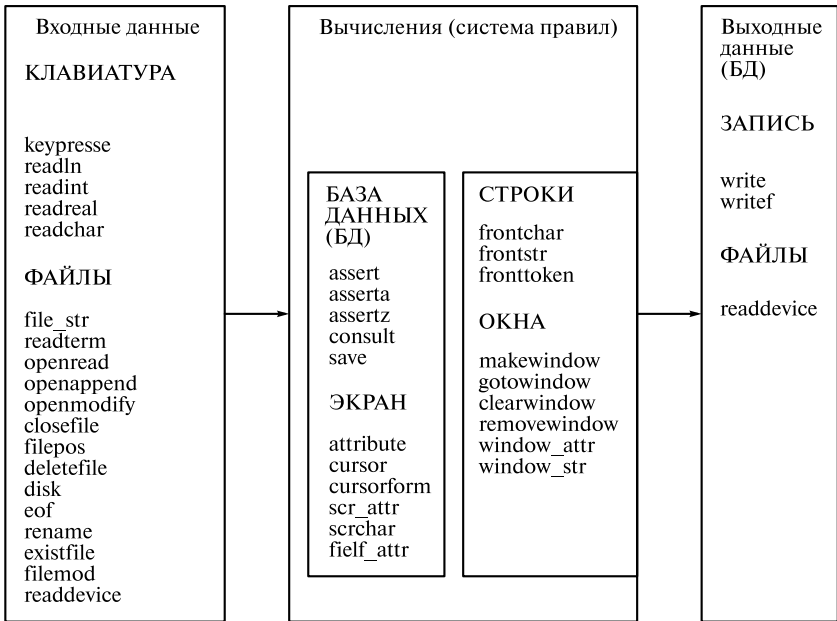 Входные данные
КЛАВИАТУРА
keypresse
readln
readint
readreal
readchar
ФАЙЛЫ
file_str
readterm
openread
openappend
openmodify
closefile
filepos
deletefile
disk
eof
rename
existfile
filemod
readdevice
Вычисления (система правил)
БАЗА
ДАННЫХ
(БД)
assert
asserta
assertz
consult
save
ЭКРАН
attribute
cursor
cursorform
scr_attr
scrchar
fielf_attr
СТРОКИ
frontchar
frontstr
fronttoken
ОКНА
makewindow
gotowindow
clearwindow
removewindow
window_attr
window_str
Выходные
данные
(БД)
ЗАПИСЬ
write
writef
ФАЙЛЫ
readdevice